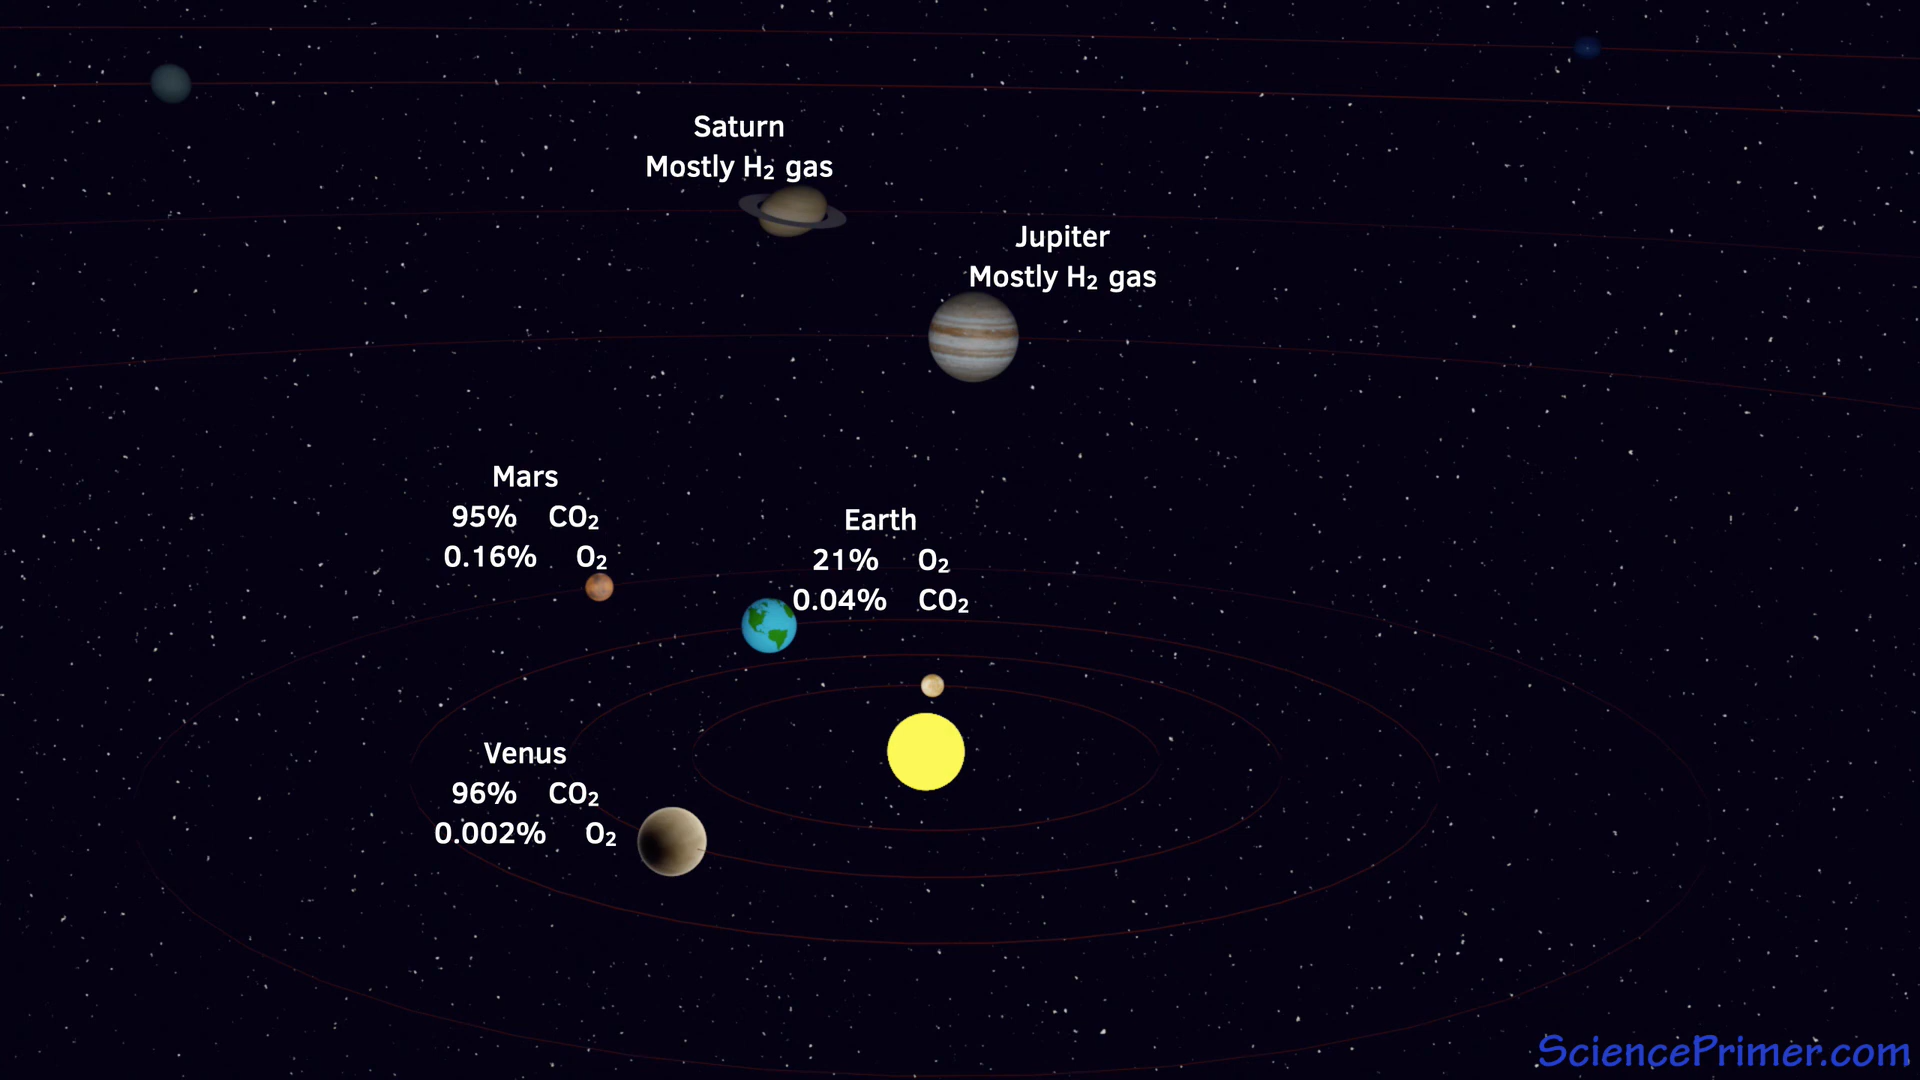 Saturn
Mostly H₂ gas
Jupiter
Mostly H₂ gas
Mars
95% CO₂
0.16% O₂
Earth
21% O₂
0.04% CO₂
Venus
96% CO₂
0.002% O₂
SciencePrimer.com